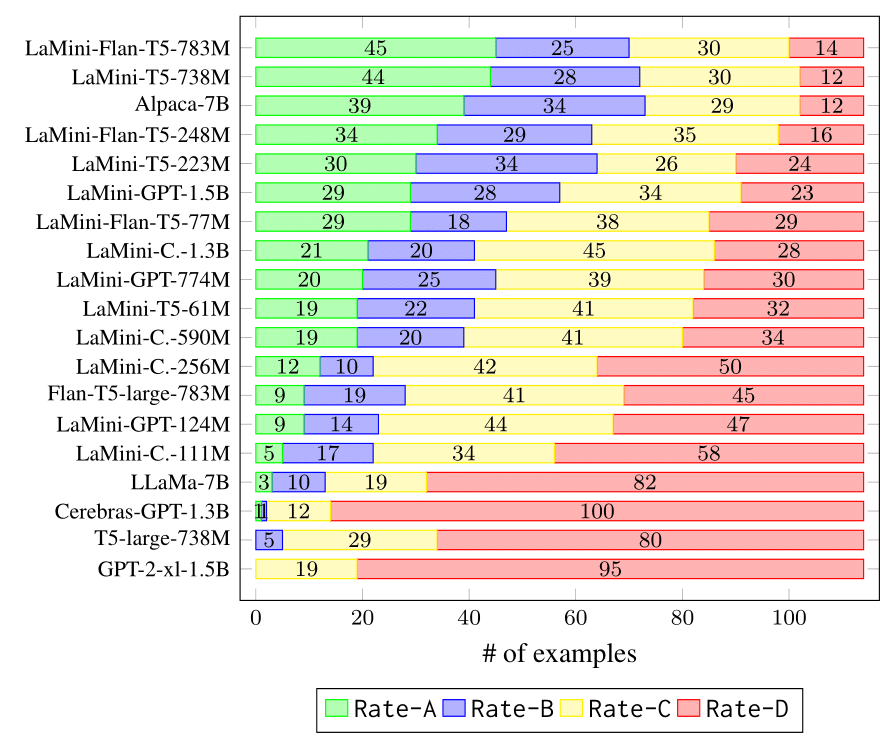 LaMini-Flan-T5-783M 45 25 30 14
LaMini-T5-738M 44 28 30 12
Alpaca-7B 39 34 29 12
LaMini-Flan-T5-248M 34 29 35 16
LaMini-T5-223M 30 34 26 24
LaMini-GPT-1.5B 29 28 34 23
LaMini-Flan-T5-77M 29 18 38 29
LaMini-C.-1.3B 21 20 45 28
LaMini-GPT-774M 20 25 39 30
LaMini-T5-61M 19 22 41 32
LaMini-C.-590M 19 20 41 34
LaMini-C.-256M 12 10 42 50
Flan-T5-large-783M 9 19 41 45
LaMini-GPT-124M 9 14 44 47
LaMini-C.-111M 5 17 34 58
LLaMa-7B 3 10 19 82
Cerebras-GPT-1.3B 1 1 12 100
T5-large-738M 5 29 80
GPT-2-xl-1.5B 19 95
0 20 40 60 80 100
# of examples
Rate-A Rate-B Rate-C Rate-D